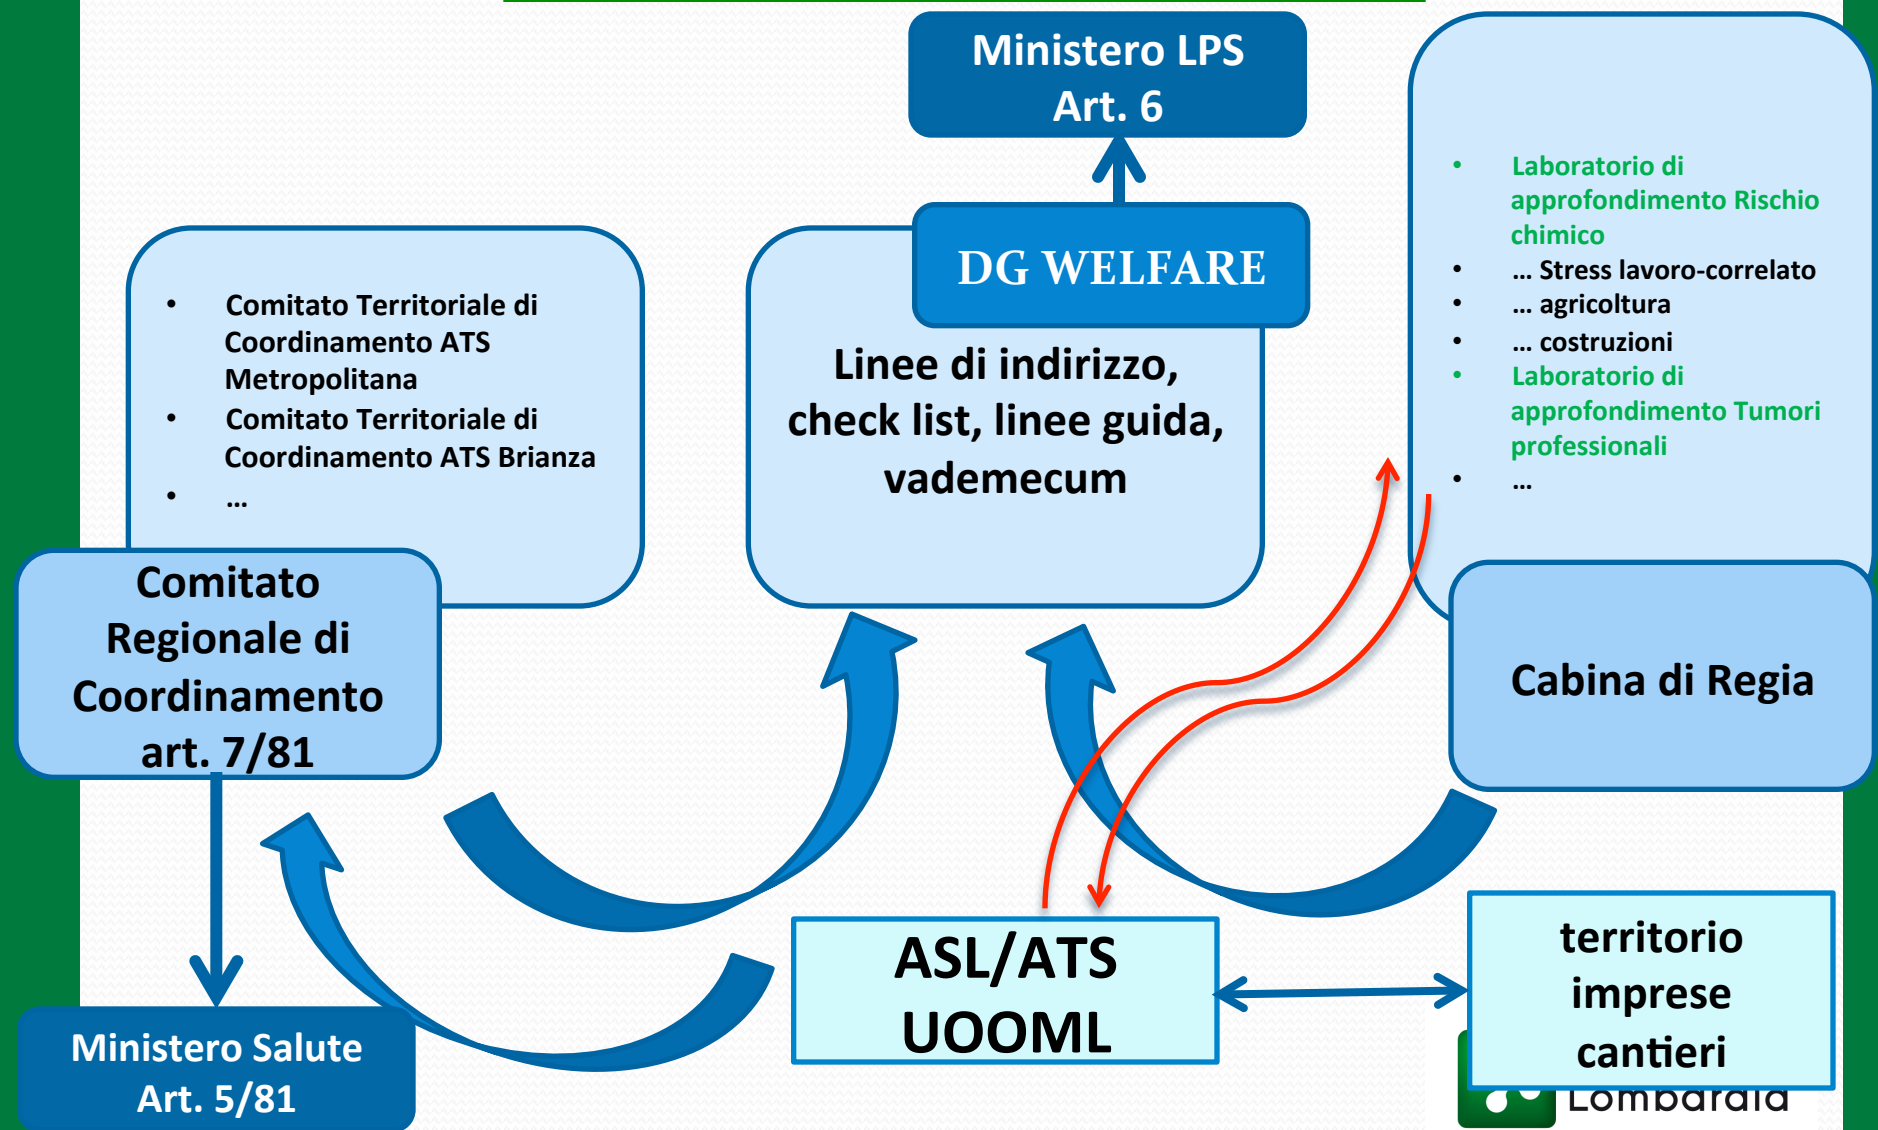 Ministero LPS
Art. 6
DG WELFARE
• Comitato Territoriale di
Coordinamento ATS
Metropolitana
• Comitato Territoriale di
Coordinamento ATS Brianza
• ...
Comitato
Regionale di
Coordinamento
art. 7/81
Linee di indirizzo,
check list, linee guida,
vademecum
• Laboratorio di
approfondimento Rischio
chimico
• ... Stress lavoro-correlato
• ... agricoltura
• ... costruzioni
• Laboratorio di
approfondimento Tumori
professionali
• ...
Cabina di Regia
Ministero Salute
Art. 5/81
ASL/ATS
UOOML
territorio
imprese
cantieri
Lombardia